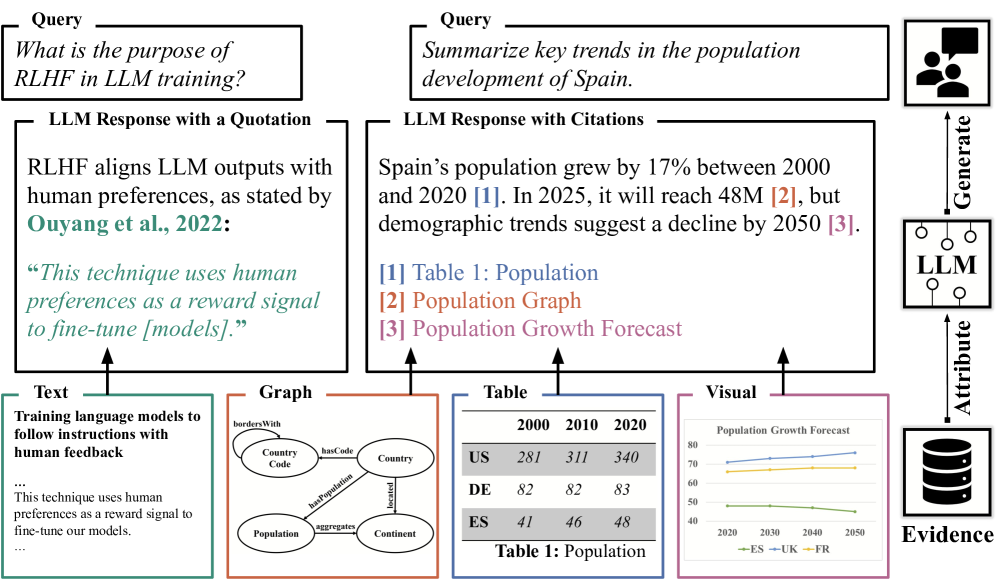 Query
What is the purpose of
RLHF in LLM training?
Query
Summarize key trends in the population
development of Spain.
LLM Response with a Quotation
RLHF aligns LLM outputs with
human preferences, as stated by
Ouyang et al., 2022:
“This technique uses human
preferences as a reward signal
to fine-tune [models].”
LLM Response with Citations
Spain’s population grew by 17% between 2000
and 2020 [1]. In 2025, it will reach 48M [2], but
demographic trends suggest a decline by 2050 [3].
[1] Table 1: Population
[2] Population Graph
[3] Population Growth Forecast
Generate
LLM
Attribute
Evidence
Text
Training language models to
follow instructions with
human feedback
...
This technique uses human
preferences as a reward signal to
fine-tune our models.
...
Graph
bordersWith
Country
Code
hasCode
Country
hasPopulation
located
Population
aggregates
Continent
Table
2000 2010 2020
US 281 311 340
DE 82 82 83
ES 41 46 48
Table 1: Population
Visual
Population Growth Forecast
80
70
60
50
40
2020 2030 2040 2050
ES UK FR